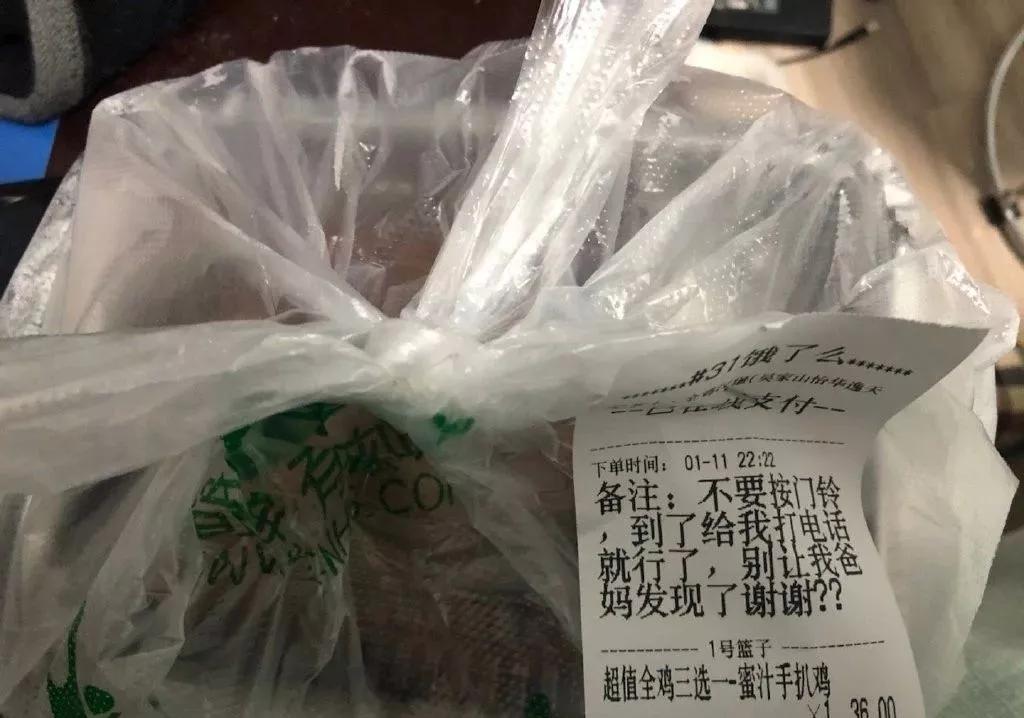 #31饿了么
支付--
下单时间: 01-11 22:22
备注: 不要按门铃
,到了给我打电话
就行了,别让我爸
妈发现了谢谢??
1号篮子
超值全鸡三选一-蜜汁手扒鸡
x1 36.00